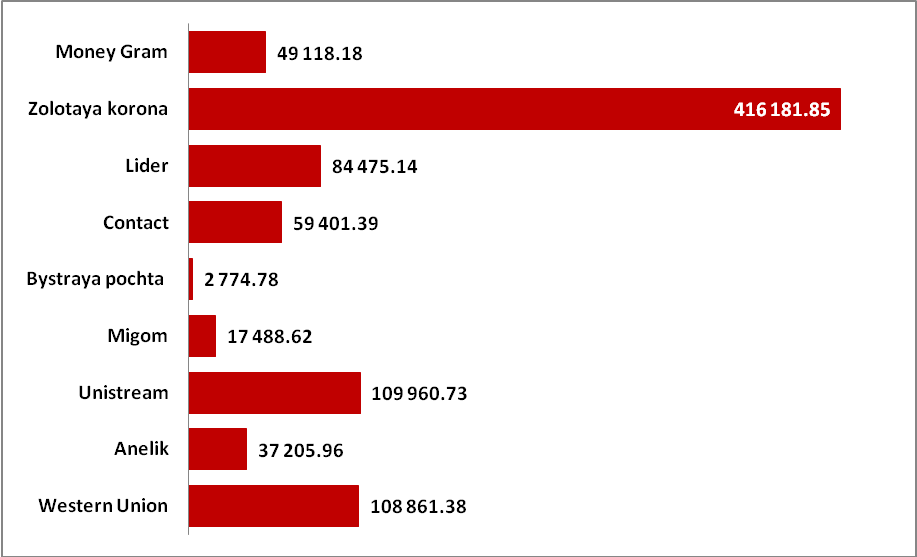 Money Gram 49 118.18
Zolotaya korona 416 181.85
Lider 84 475.14
Contact 59 401.39
Bystraya pochta 2 774.78
Migom 17 488.62
Unistream 109 960.73
Anelik 37 205.96
Western Union 108 861.38